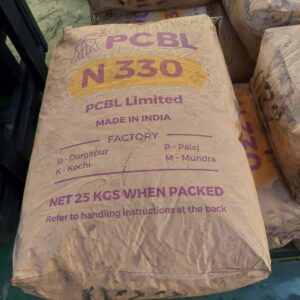 PCBL
N 330
PCBL Limited
MADE IN INDIA
FACTORY
D - Durgapur P - Palej
K - Kochi M - Mundra
NET 25 KGS WHEN PACKED
Refer to handling instructions at the back